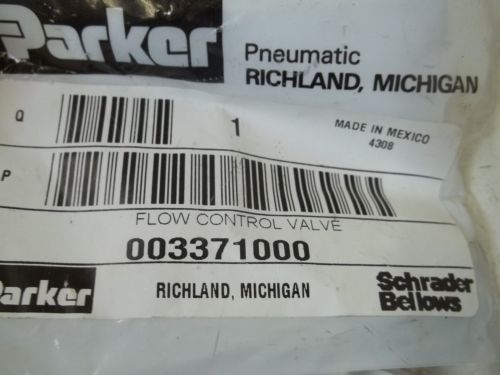 Parker
Pneumatic
RICHLAND, MICHIGAN
Q
1
MADE IN MEXICO
4308
P
FLOW CONTROL VALVE
003371000
Parker
RICHLAND, MICHIGAN
Schrader
Bellows